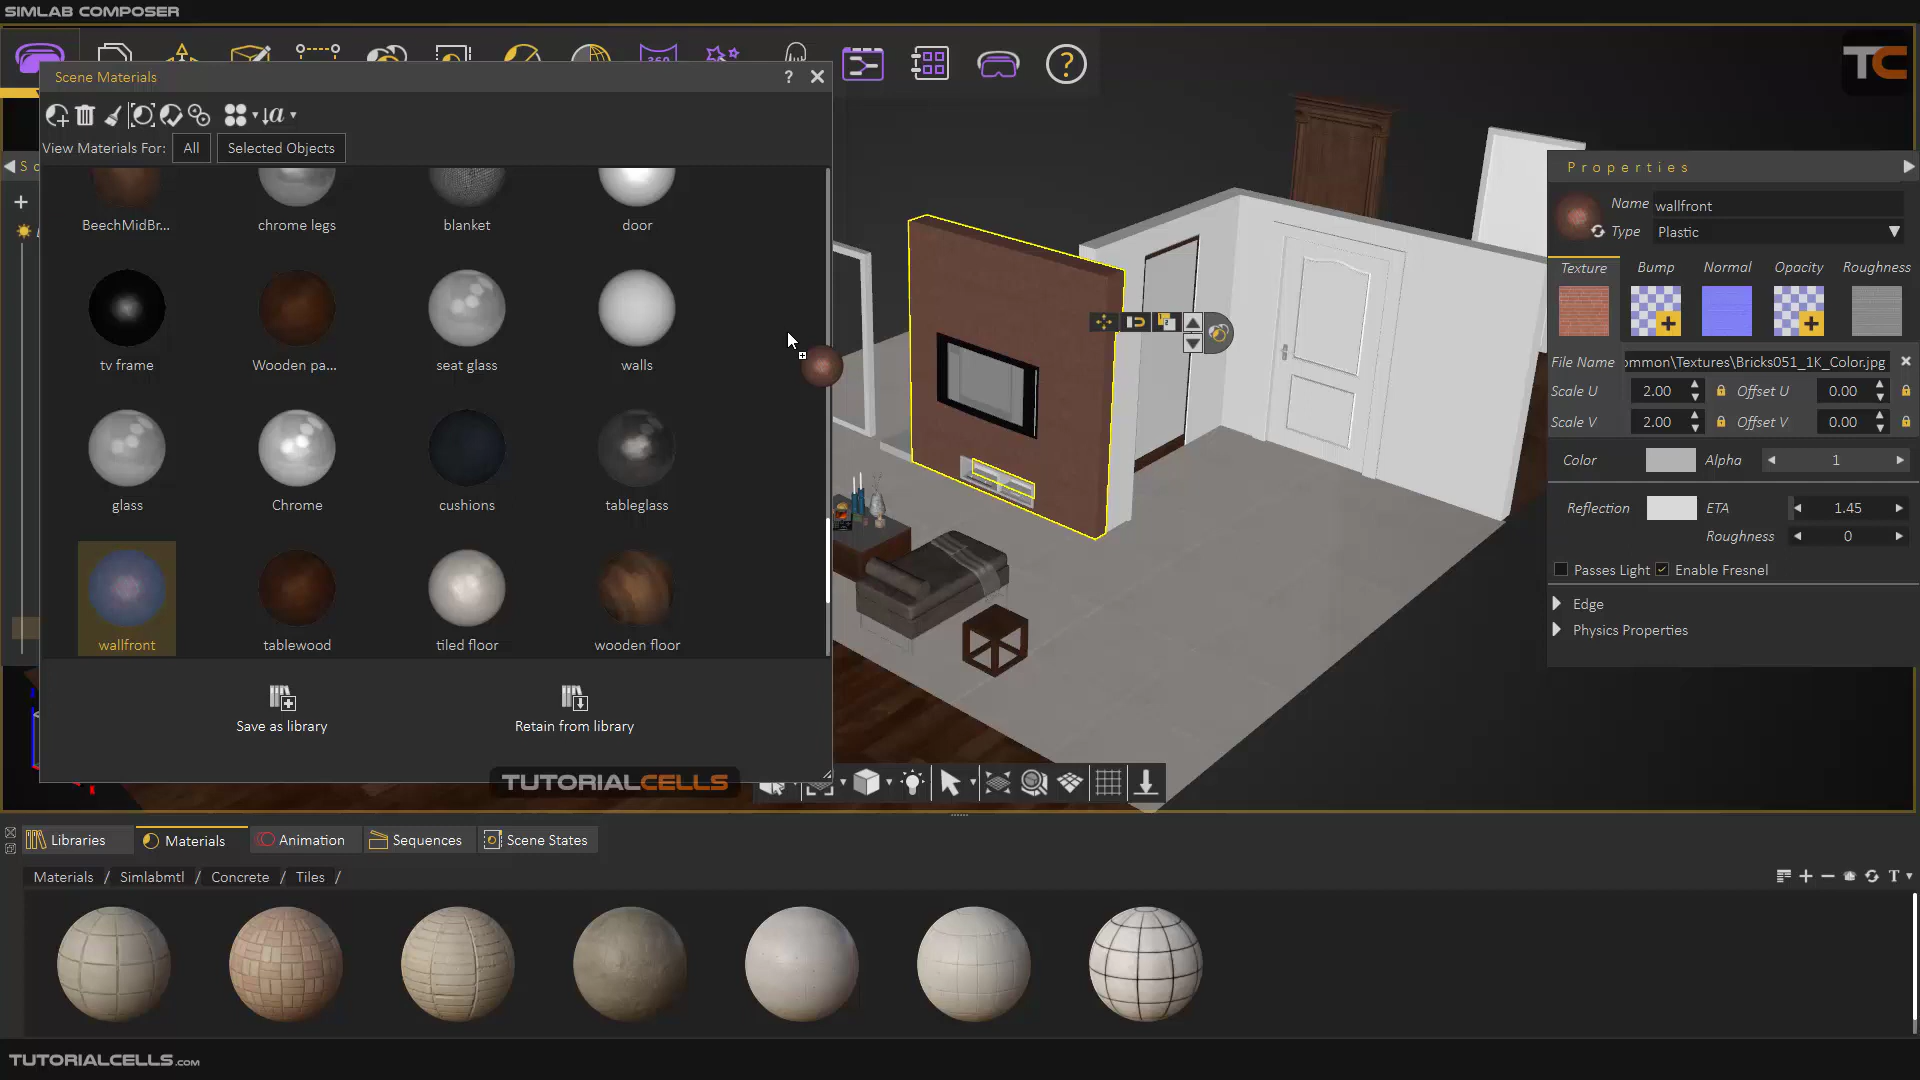 SIMLAB COMPOSER
TC
Scene Materials
?
View Materials For: All Selected Objects
BeechMidBr... chrome legs blanket door
tv frame Wooden pa... seat glass walls
glass Chrome cushions tableglass
wallfront tablewood tiled floor wooden floor
Save as library Retain from library
Properties
Name wallfront
Type Plastic
Texture Bump Normal Opacity Roughness
File Name ommon\Textures\Bricks051_1K_Color.jpg
Scale U 2.00 Offset U 0.00
Scale V 2.00 Offset V 0.00
Color Alpha 1
Reflection ETA 1.45
Roughness 0
Passes Light Enable Fresnel
Edge
Physics Properties
TUTORIALCELLS
Libraries Materials Animation Sequences Scene States
Materials / Simlabmtl / Concrete / Tiles /
T
TUTORIALCELLS.com